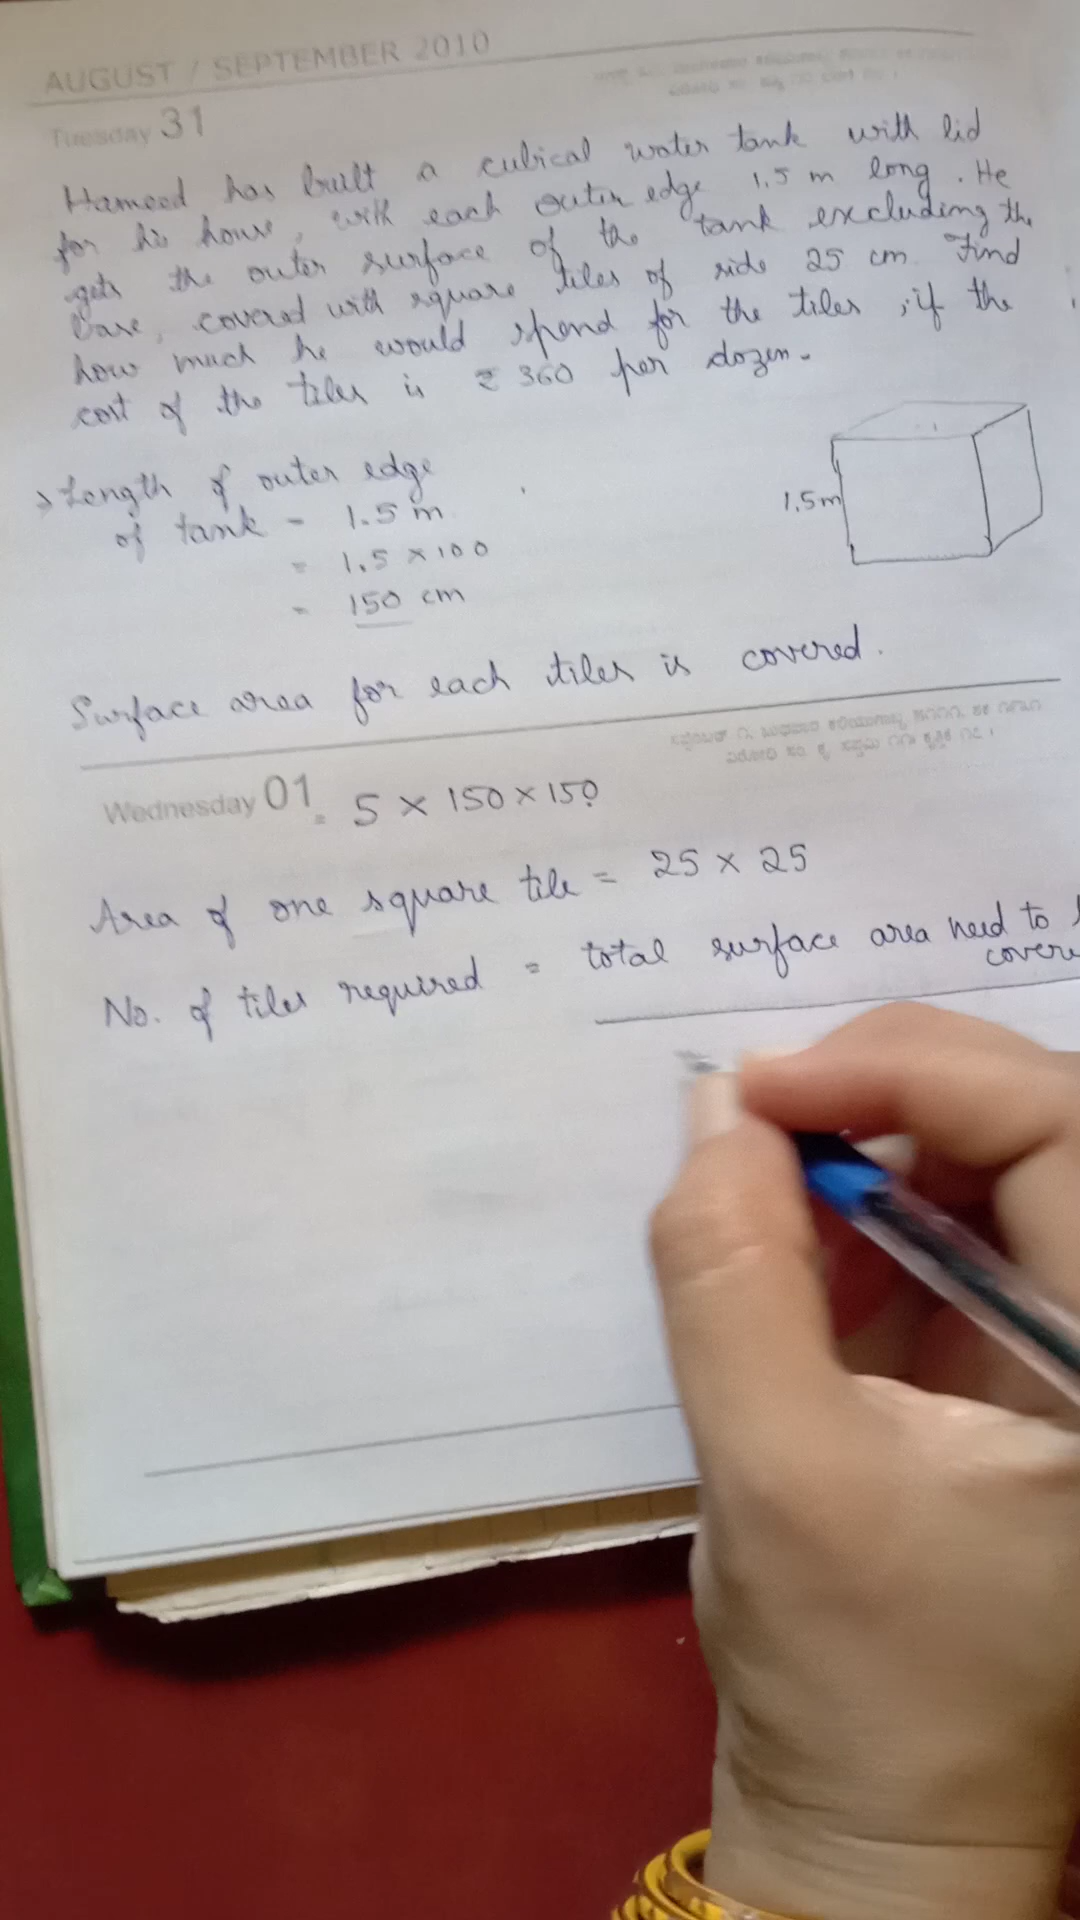 AUGUST / SEPTEMBER 2010
Tuesday 31
Hameed has built a cubical water tank with lid
for his house, with each outer edge 1.5 m long. He
gets the outer surface of the tank excluding the
base, covered with square tiles of side 25 cm. Find
how much he would spend for the tiles, if the
cost of the tiles is ₹ 360 per dozen.
→ Length of outer edge
of tank = 1.5 m
1.5m
= 1.5 × 100
= 150 cm
Surface area for each tiles is covered.
Wednesday 01
= 5 × 150 × 150
Area of one square tile = 25 × 25
No. of tiles required = total surface area need to
covere